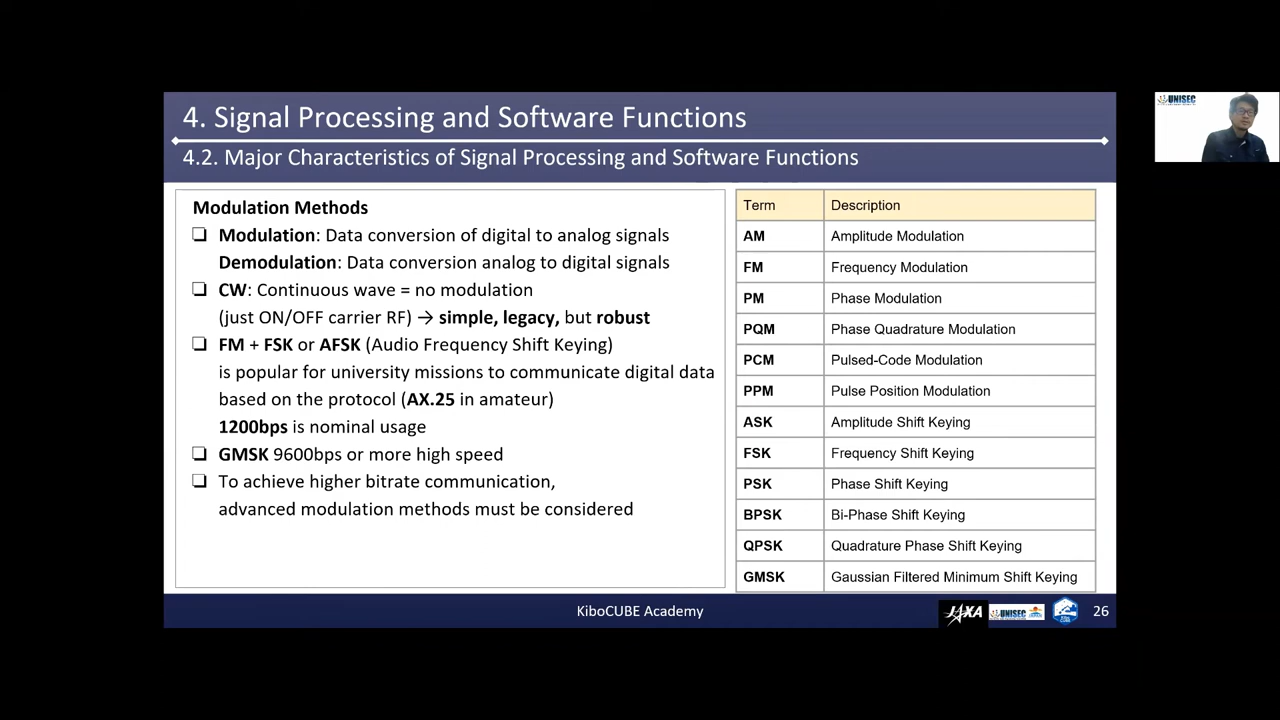 4. Signal Processing and Software Functions
4.2. Major Characteristics of Signal Processing and Software Functions
Modulation Methods
Modulation: Data conversion of digital to analog signals
Demodulation: Data conversion analog to digital signals
CW: Continuous wave = no modulation
(just ON/OFF carrier RF) → simple, legacy, but robust
FM + FSK or AFSK (Audio Frequency Shift Keying)
is popular for university missions to communicate digital data
based on the protocol (AX.25 in amateur)
1200bps is nominal usage
GMSK 9600bps or more high speed
To achieve higher bitrate communication,
advanced modulation methods must be considered
Term Description
AM Amplitude Modulation
FM Frequency Modulation
PM Phase Modulation
PQM Phase Quadrature Modulation
PCM Pulsed-Code Modulation
PPM Pulse Position Modulation
ASK Amplitude Shift Keying
FSK Frequency Shift Keying
PSK Phase Shift Keying
BPSK Bi-Phase Shift Keying
QPSK Quadrature Phase Shift Keying
GMSK Gaussian Filtered Minimum Shift Keying
KiboCUBE Academy
JAXA
UNISEC
26
UNISEC